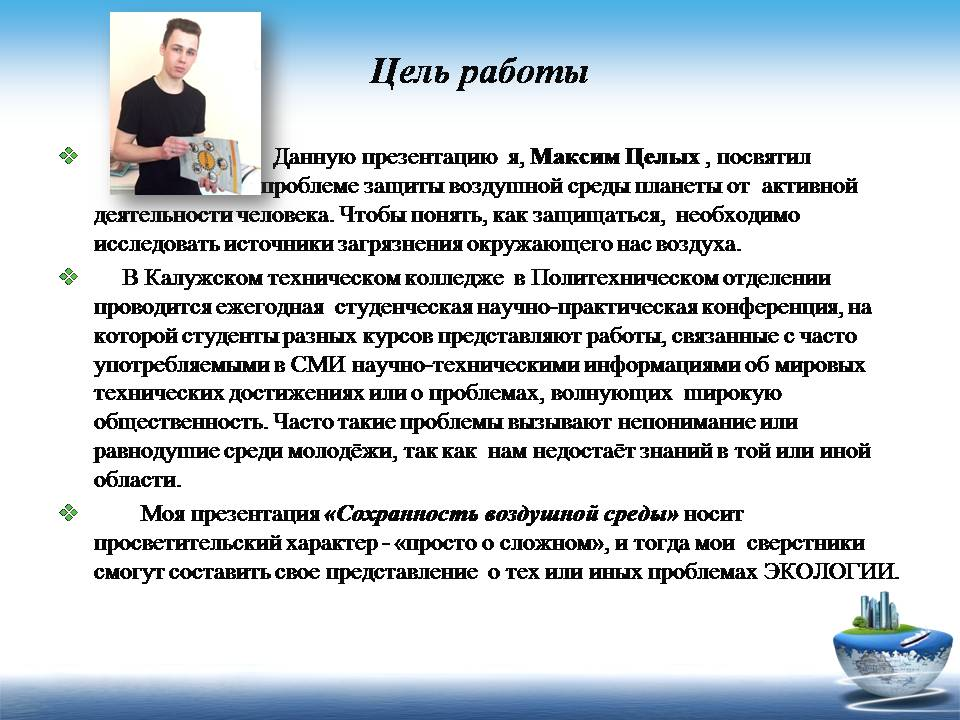 Цель работы
Данную презентацию я, Максим Целых , посвятил
проблеме защиты воздушной среды планеты от активной
деятельности человека. Чтобы понять, как защищаться, необходимо
исследовать источники загрязнения окружающего нас воздуха.
В Калужском техническом колледже в Политехническом отделении
проводится ежегодная студенческая научно-практическая конференция, на
которой студенты разных курсов представляют работы, связанные с часто
употребляемыми в СМИ научно-техническими информациями об мировых
технических достижениях или о проблемах, волнующих широкую
общественность. Часто такие проблемы вызывают непонимание или
равнодушие среди молодёжи, так как нам недостаёт знаний в той или иной
области.
Моя презентация «Сохранность воздушной среды» носит
просветительский характер - «просто о сложном», и тогда мои сверстники
смогут составить свое представление о тех или иных проблемах ЭКОЛОГИИ.